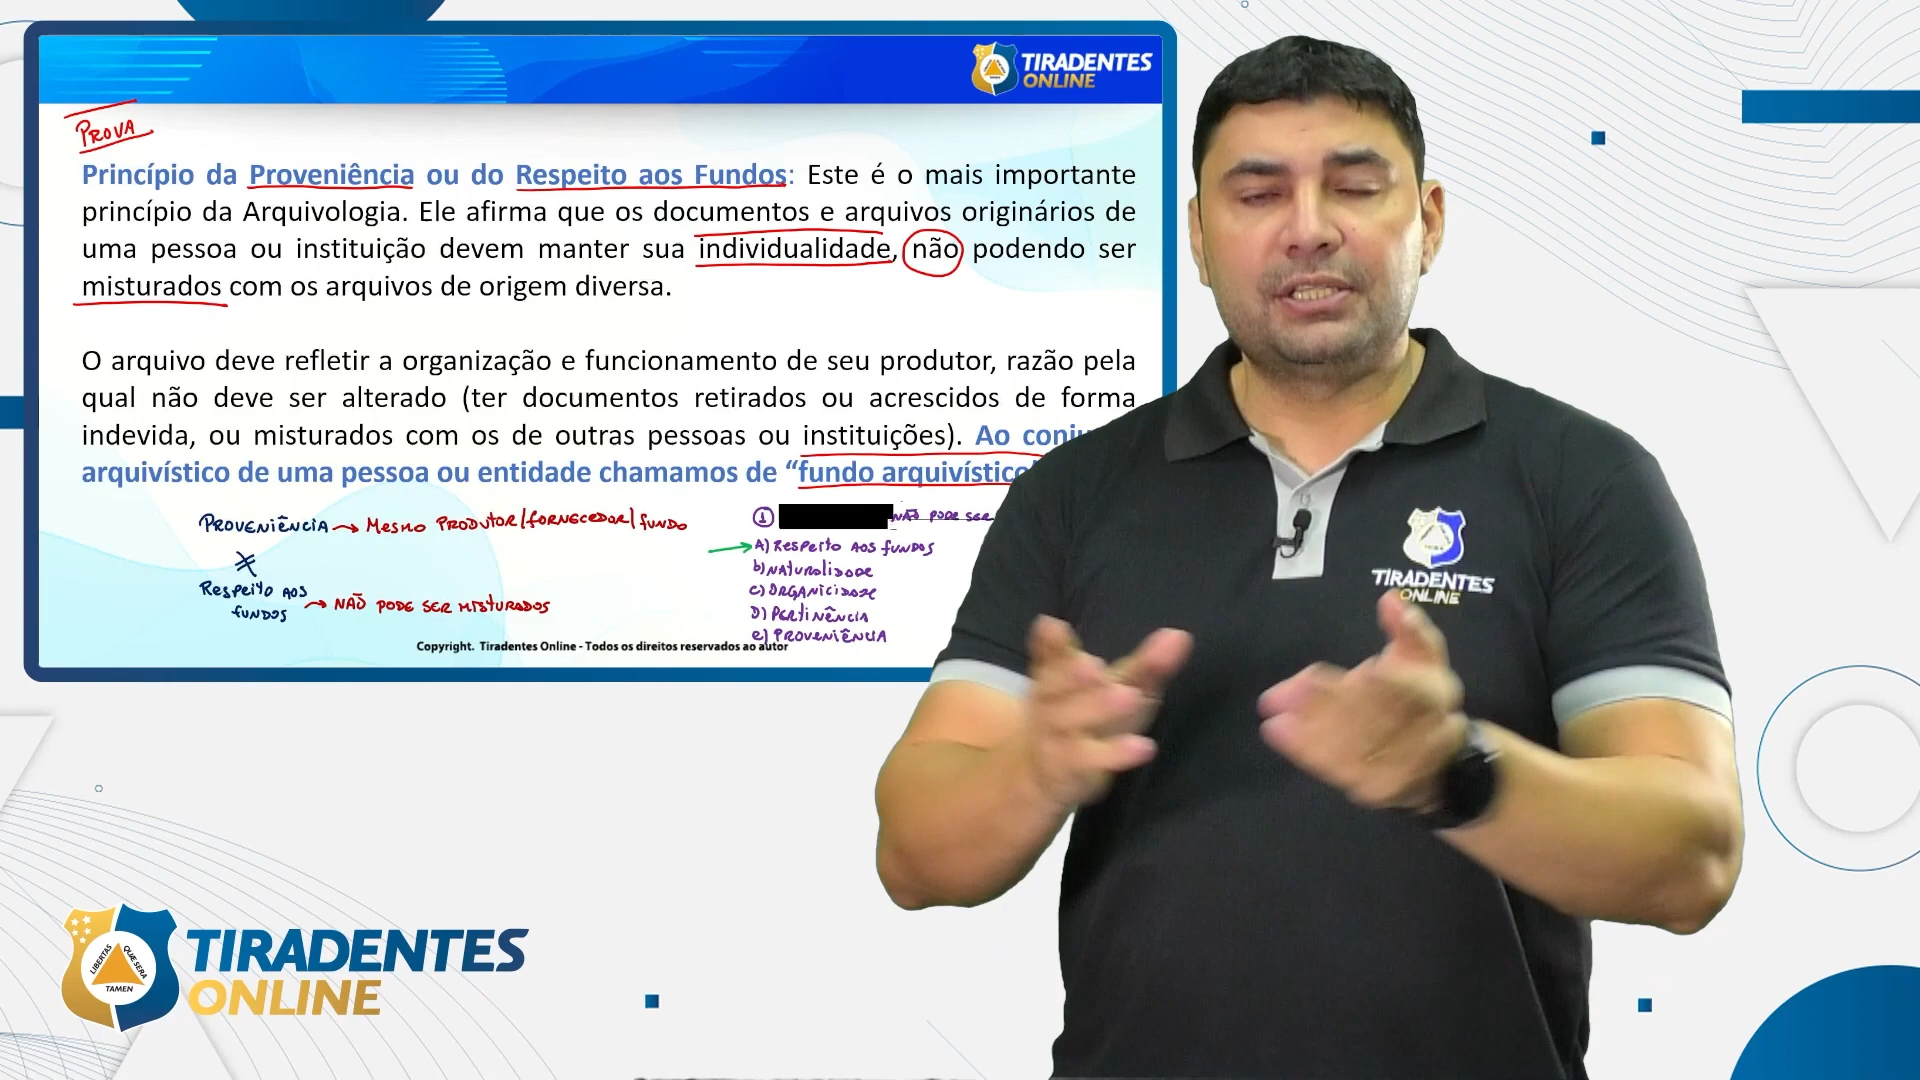 TIRADENTES
ONLINE
PROVA
Princípio da Proveniência ou do Respeito aos Fundos: Este é o mais importante
princípio da Arquivologia. Ele afirma que os documentos e arquivos originários de
uma pessoa ou instituição devem manter sua individualidade, não podendo ser
misturados com os arquivos de origem diversa.
O arquivo deve refletir a organização e funcionamento de seu produtor, razão pela
qual não deve ser alterado (ter documentos retirados ou acrescidos de forma
indevida, ou misturados com os de outras pessoas ou instituições). Ao
arquivístico de uma pessoa ou entidade chamamos de “fundo arquivístico
PROVENIÊNCIA → MESMO PRODUTOR/FORNECEDOR/FUNDO
≠
RESPEITO AOS
FUNDOS → NÃO PODE SER MISTURADOS
1 NÃO PODE SER
A) RESPEITO AOS FUNDOS
b) NATURALIDADE
c) ORGANICIDADE
D) PERTINÊNCIA
e) PROVENIÊNCIA
Copyright. Tiradentes Online - Todos os direitos reservados ao autor
TIRADENTES
ONLINE
LIBERTAS
QUE SERA
TAMEN
TIRADENTES
ONLINE